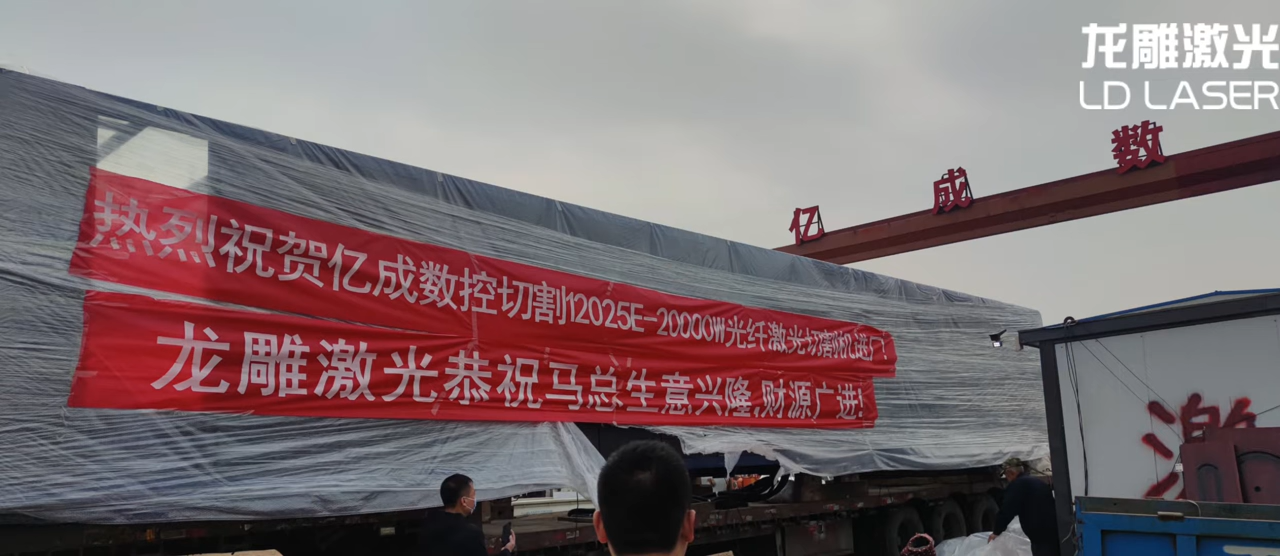 龙雕激光
LD LASER
亿成数
热烈祝贺亿成数控切割12025E-20000W光纤激光切割机进厂!
龙雕激光恭祝马总生意兴隆,财源广进!
激